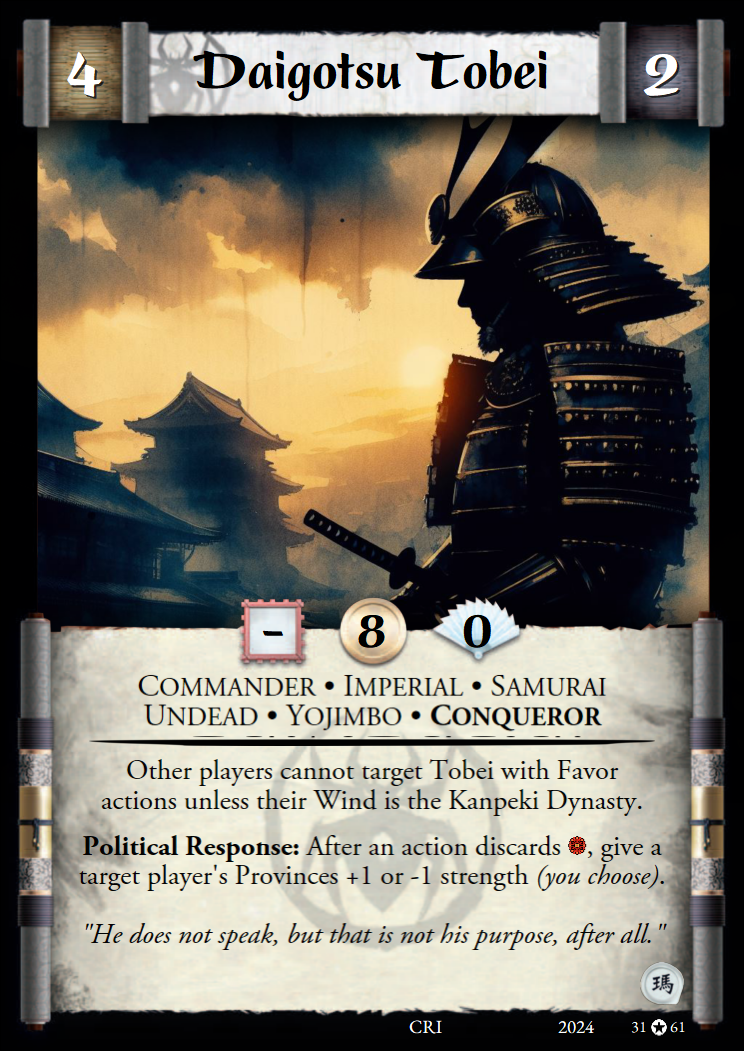 4 Daigotsu Tobei 2
- 8 0
COMMANDER • IMPERIAL • SAMURAI
UNDEAD • YOJIMBO • CONQUEROR
Other players cannot target Tobei with Favor
actions unless their Wind is the Kanpeki Dynasty.
Political Response: After an action discards , give a
target player's Provinces +1 or -1 strength (you choose).
"He does not speak, but that is not his purpose, after all."
瑪
CRI 2024 31 ✪ 61